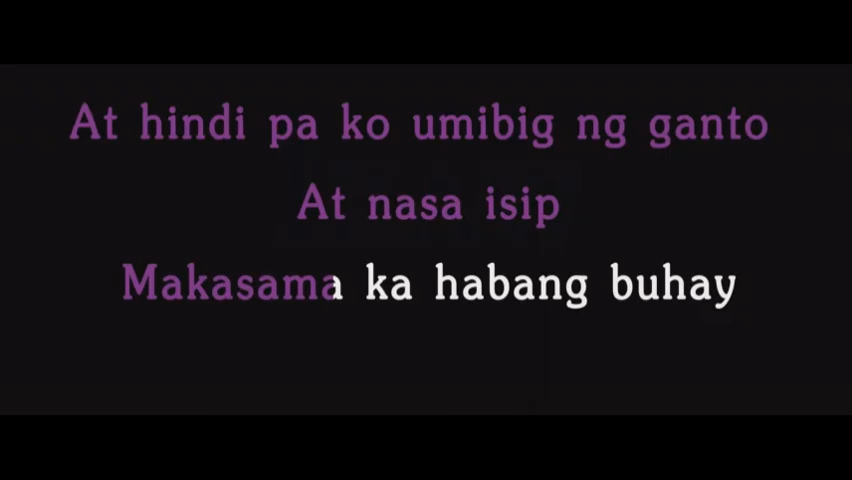 At hindi pa ko umibig ng ganto
At nasa isip
Makasama ka habang buhay